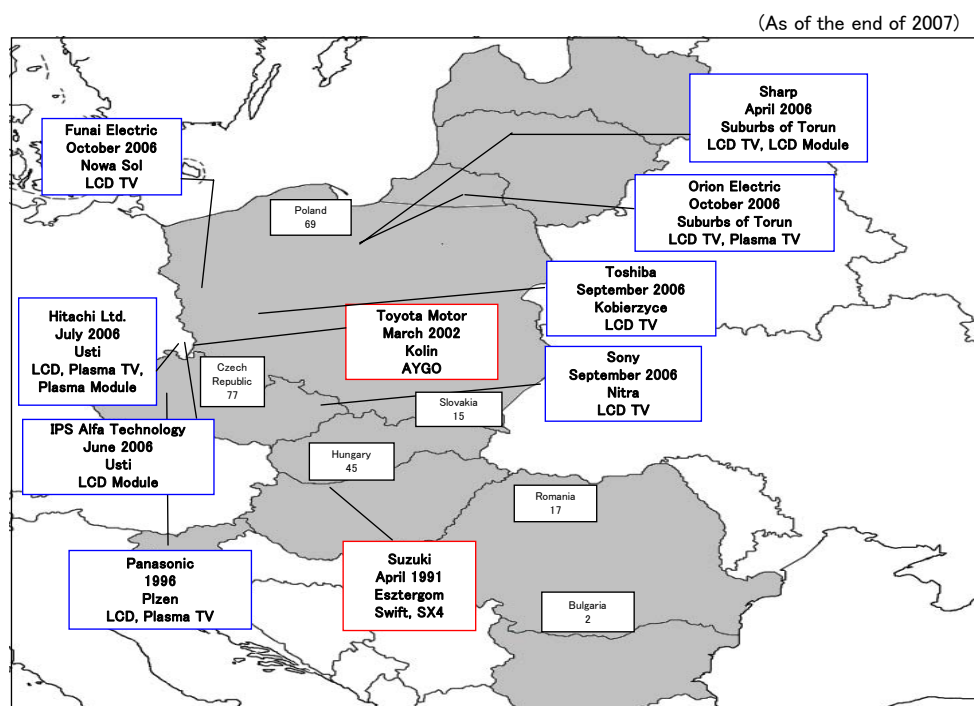 (As of the end of 2007)
Sharp
April 2006
Suburbs of Torun
LCD TV, LCD Module
Funai Electric
October 2006
Nowa Sol
LCD TV
Orion Electric
October 2006
Suburbs of Torun
LCD TV, Plasma TV
Poland
69
Toshiba
September 2006
Kobierzyce
LCD TV
Hitachi Ltd.
July 2006
Usti
LCD, Plasma TV,
Plasma Module
Toyota Motor
March 2002
Kolin
AYGO
Czech
Republic
77
Sony
September 2006
Nitra
LCD TV
Slovakia
15
IPS Alfa Technology
June 2006
Usti
LCD Module
Hungary
45
Romania
17
Panasonic
1996
Plzen
LCD, Plasma TV
Suzuki
April 1991
Esztergom
Swift, SX4
Bulgaria
2